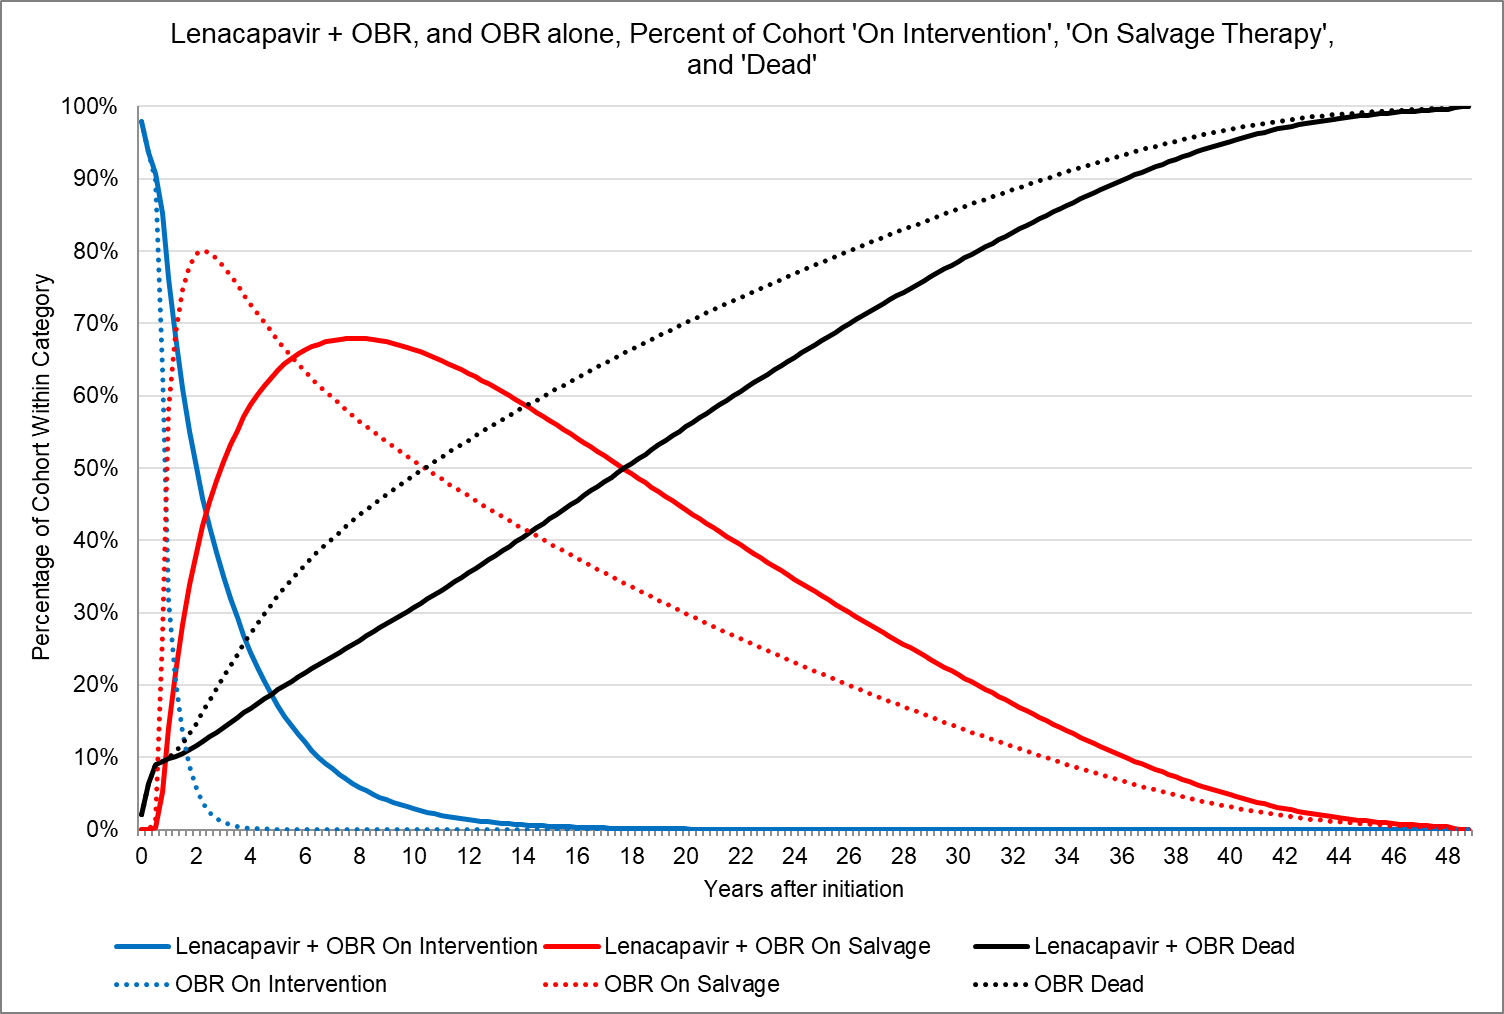 Lenacapavir + OBR, and OBR alone, Percent of Cohort 'On Intervention', 'On Salvage Therapy',
and 'Dead'
Percentage of Cohort Within Category
100%
90%
80%
70%
60%
50%
40%
30%
20%
10%
0%
0 2 4 6 8 10 12 14 16 18 20 22 24 26 28 30 32 34 36 38 40 42 44 46 48
Years after initiation
Lenacapavir + OBR On Intervention Lenacapavir + OBR On Salvage Lenacapavir + OBR Dead
OBR On Intervention OBR On Salvage OBR Dead